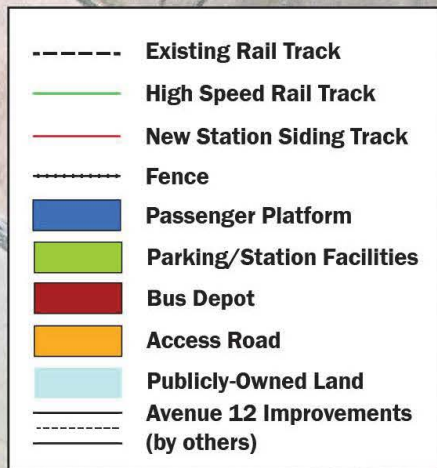 Existing Rail Track
High Speed Rail Track
New Station Siding Track
Fence
Passenger Platform
Parking/Station Facilities
Bus Depot
Access Road
Publicly-Owned Land
Avenue 12 Improvements
(by others)